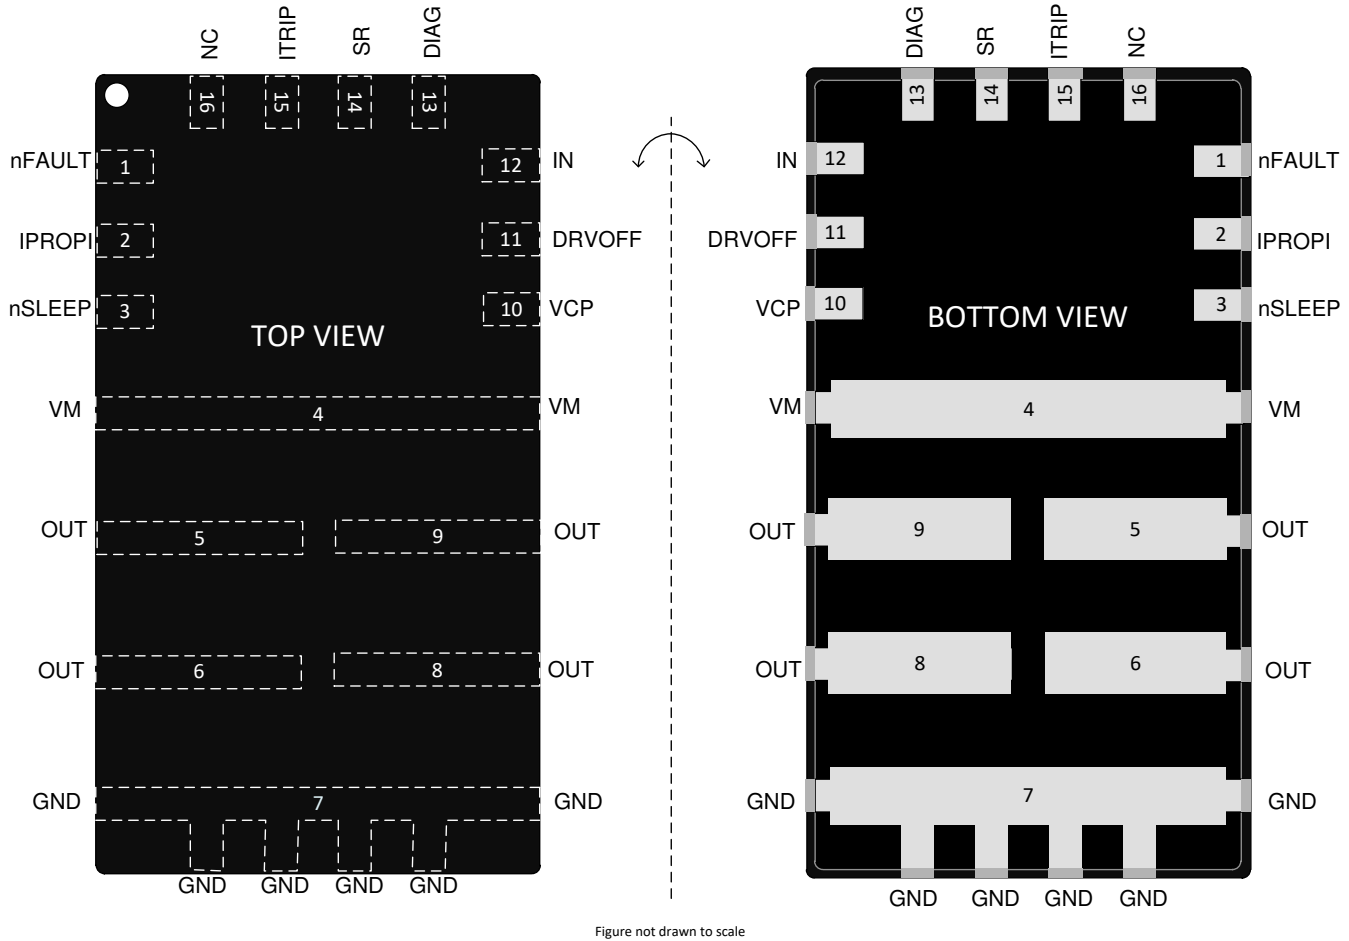 NC ITRIP SR DIAG
16 15 14 13
nFAULT 1 12 IN
IPROPI 2 11 DRVOFF
nSLEEP 3 10 VCP
TOP VIEW
VM 4 VM
OUT 5 9 OUT
OUT 6 8 OUT
GND 7 GND
GND GND GND GND
DIAG SR ITRIP NC
13 14 15 16
IN 12 1 nFAULT
DRVOFF 11 2 IPROPI
VCP 10 3 nSLEEP
BOTTOM VIEW
VM 4 VM
OUT 9 5 OUT
OUT 8 6 OUT
GND 7 GND
GND GND GND GND
Figure not drawn to scale